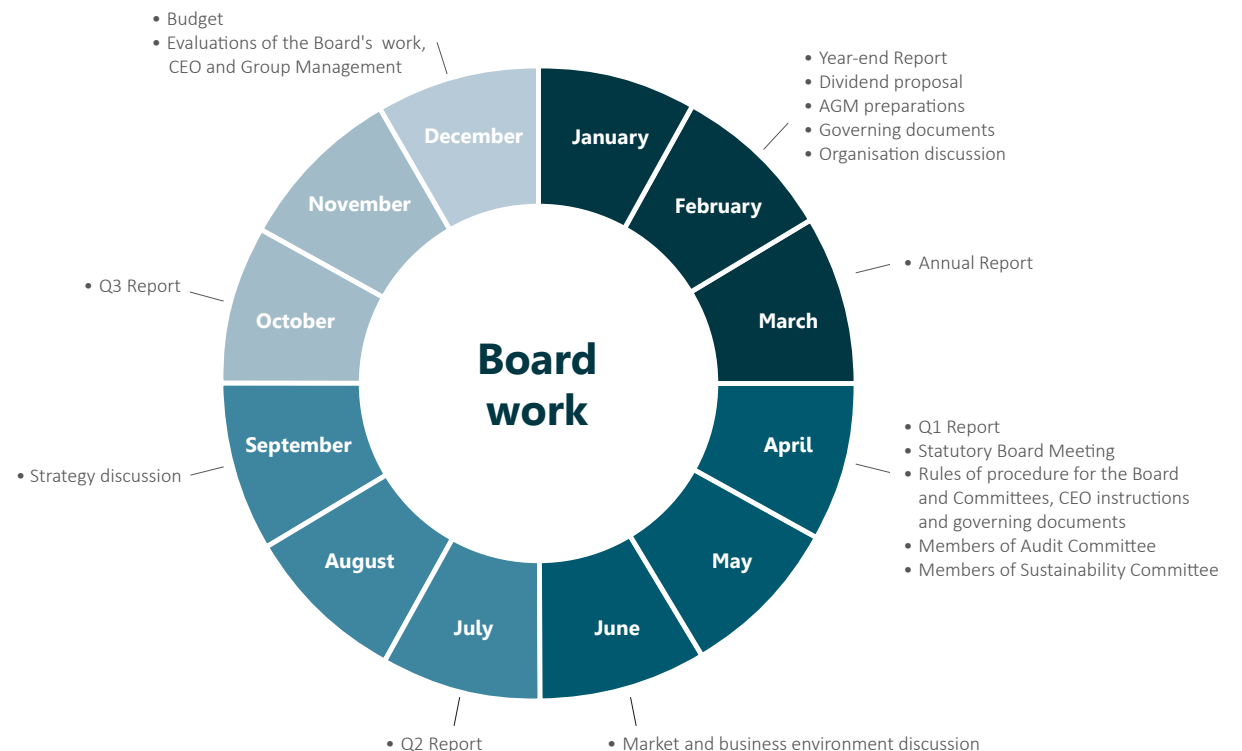 • Budget
• Evaluations of the Board's work,
CEO and Group Management
• Year-end Report
• Dividend proposal
• AGM preparations
• Governing documents
• Organisation discussion
December
January
November
February
• Annual Report
• Q3 Report
October
March
Board
work
September
April
• Q1 Report
• Statutory Board Meeting
• Rules of procedure for the Board
and Committees, CEO instructions
and governing documents
• Members of Audit Committee
• Members of Sustainability Committee
• Strategy discussion
August
May
July
June
• Q2 Report
• Market and business environment discussion